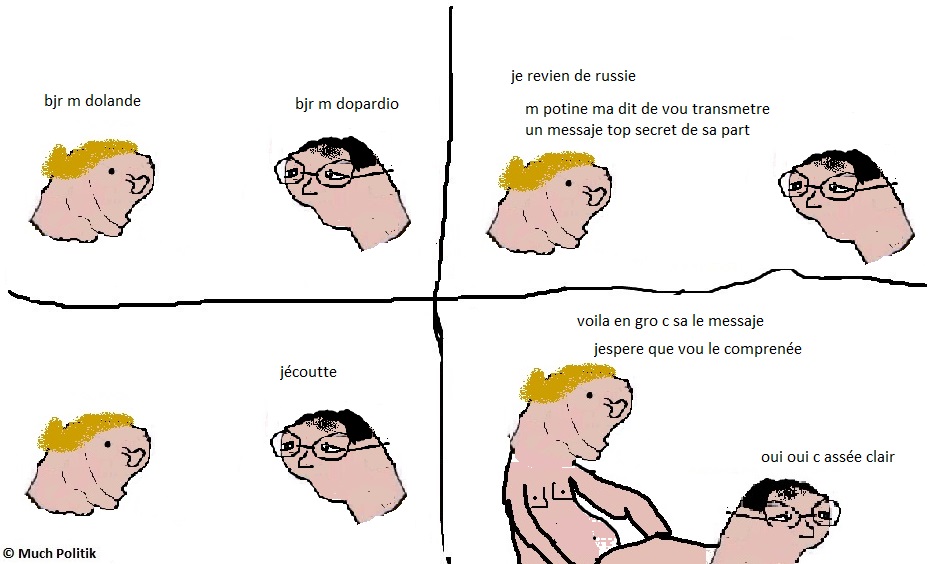 bjr m dolande
bjr m dopardio
je revien de russie
m potine ma dit de vou transmetre
un messaje top secret de sa part
jécoutte
voila en gro c sa le messaje
jespere que vou le comprenée
oui oui c assée clair
© Much Politik